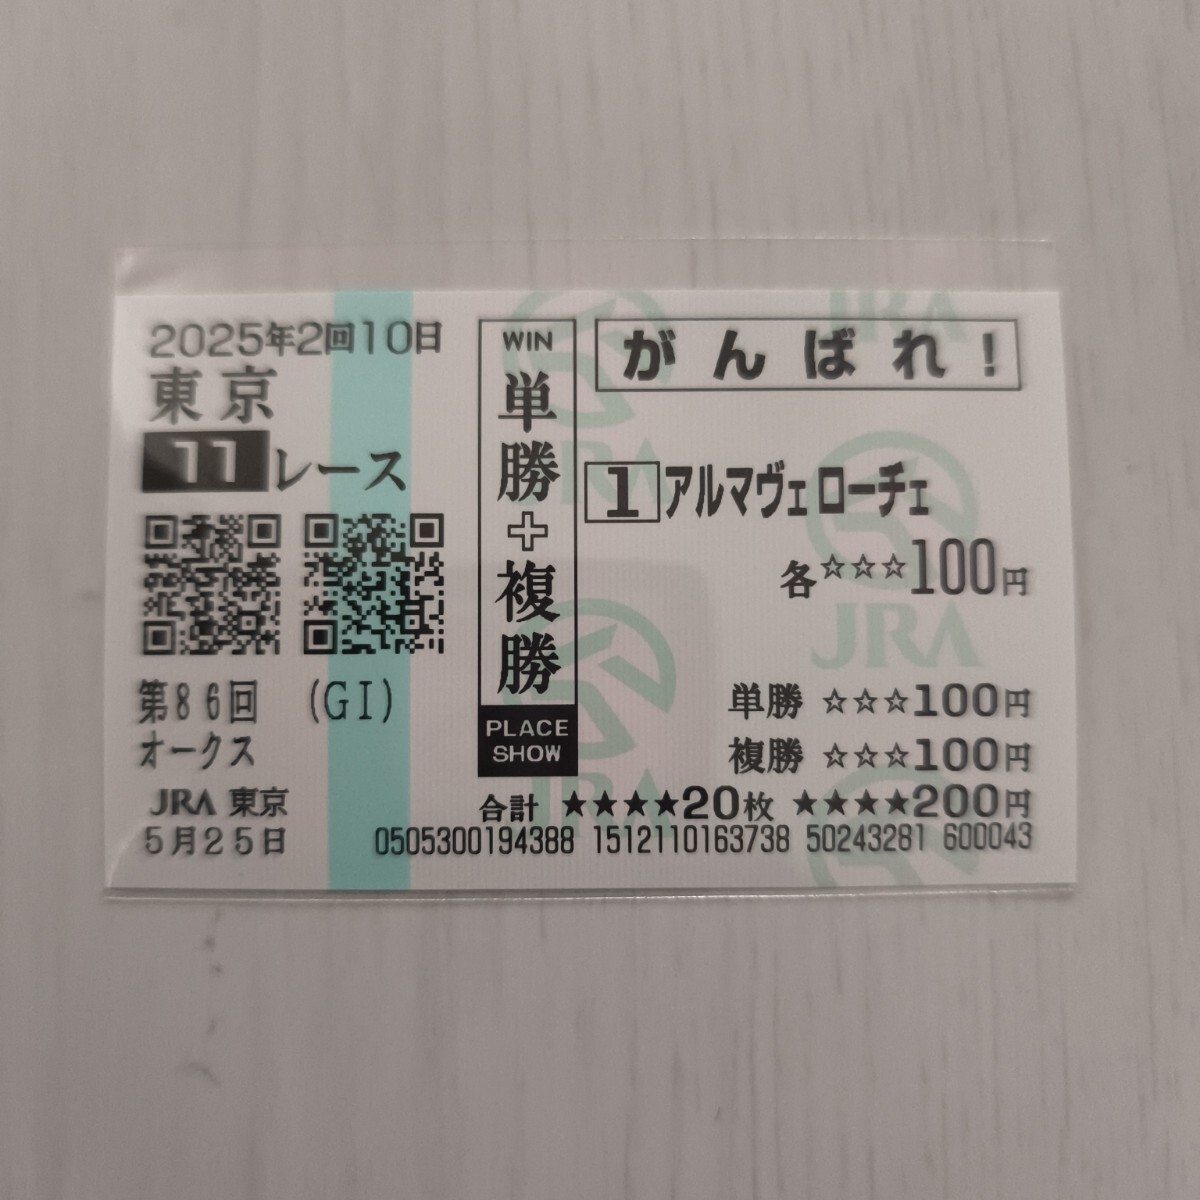 2025年2回10日
東京
11レース
第86回 (GI)
オークス
JRA 東京
5月25日
WIN
単勝+複勝
PLACE
SHOW
がんばれ!
1 アルマヴェローチェ
各☆☆☆100円
単勝 ☆☆☆100円
複勝 ☆☆☆100円
合計 ★★★★20枚 ★★★★200円
0505300194388 1512110163738 50243281 600043
JRA
JRA
JRA
JRA